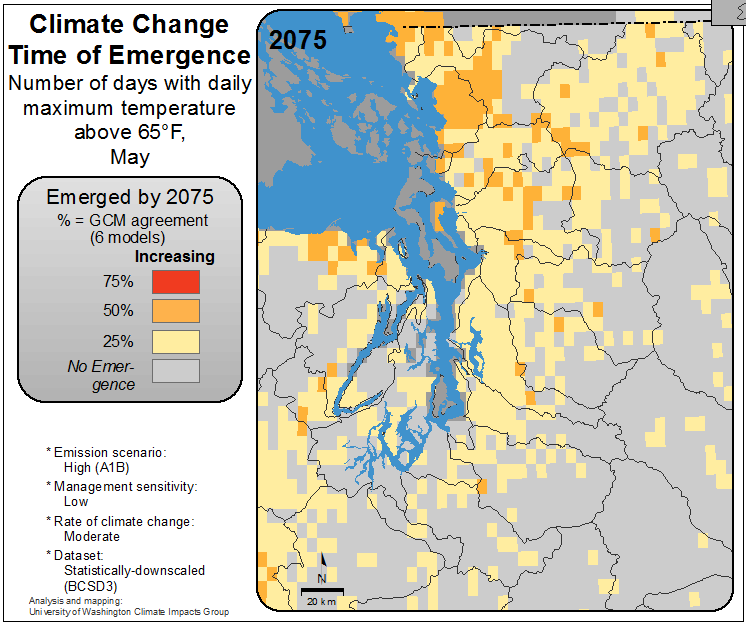 Climate Change
Time of Emergence
Number of days with daily
maximum temperature
above 65°F,
May
Emerged by 2075
% = GCM agreement
(6 models)
Increasing
75%
50%
25%
No Emer-
gence
* Emission scenario:
High (A1B)
* Management sensitivity:
Low
* Rate of climate change:
Moderate
* Dataset:
Statistically-downscaled
(BCSD3)
Analysis and mapping:
University of Washington Climate Impacts Group
2075
N
20 km